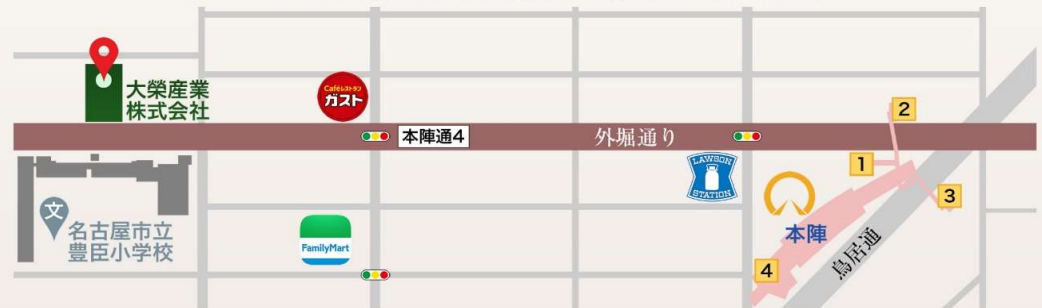 大榮産業
株式会社
Caféレストラン
ガスト
本陣通4
外堀通り
2
1
3
LAWSON
STATION
本陣
鳥居通
4
文
名古屋市立
豊臣小学校
FamilyMart